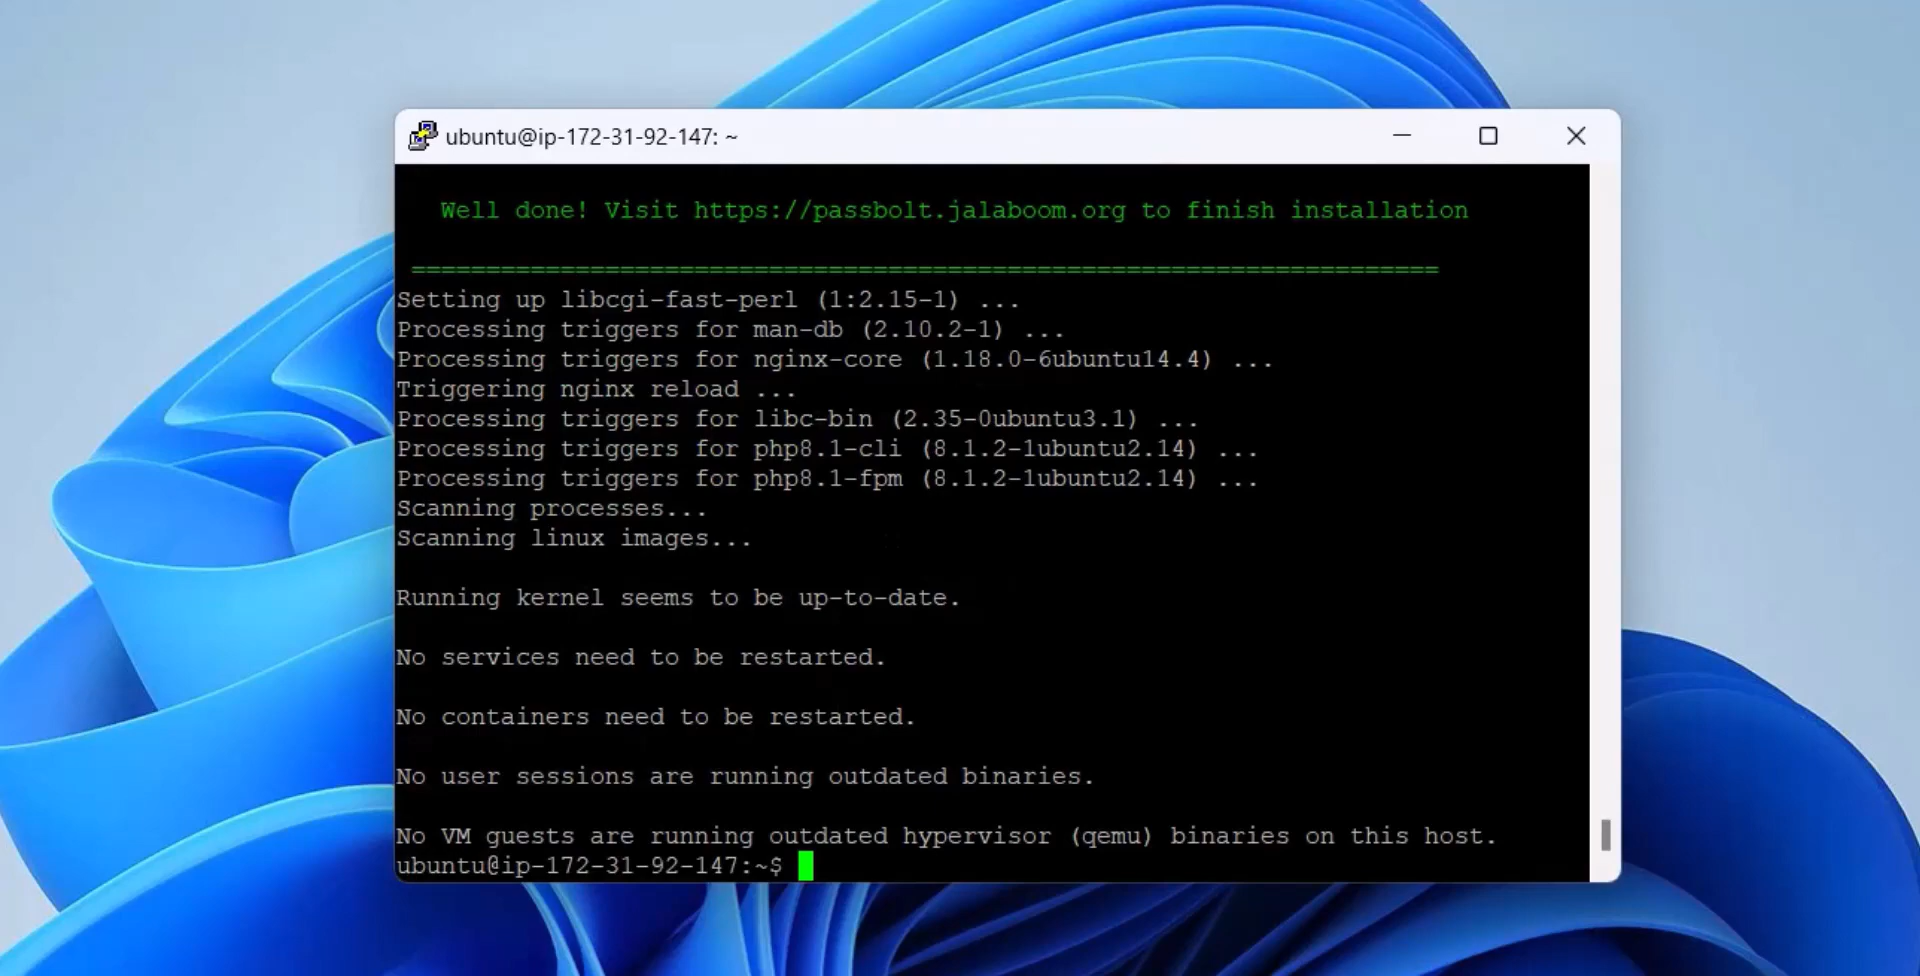 ubuntu@ip-172-31-92-147: ~
Well done! Visit https://passbolt.jalaboom.org to finish installation
=====================================================================
Setting up libcgi-fast-perl (1:2.15-1) ...
Processing triggers for man-db (2.10.2-1) ...
Processing triggers for nginx-core (1.18.0-6ubuntu14.4) ...
Triggering nginx reload ...
Processing triggers for libc-bin (2.35-0ubuntu3.1) ...
Processing triggers for php8.1-cli (8.1.2-1ubuntu2.14) ...
Processing triggers for php8.1-fpm (8.1.2-1ubuntu2.14) ...
Scanning processes...
Scanning linux images...
Running kernel seems to be up-to-date.
No services need to be restarted.
No containers need to be restarted.
No user sessions are running outdated binaries.
No VM guests are running outdated hypervisor (qemu) binaries on this host.
ubuntu@ip-172-31-92-147:~$